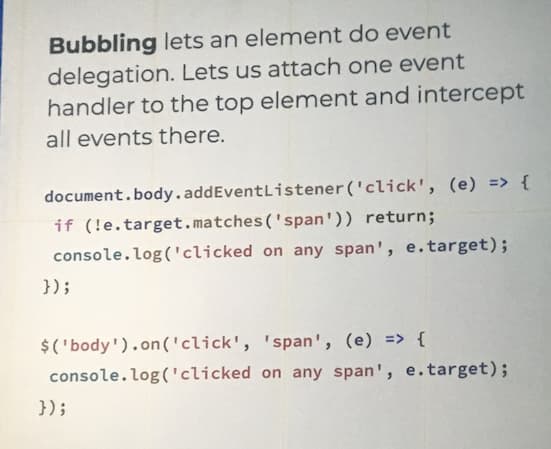 Bubbling lets an element do event
delegation. Lets us attach one event
handler to the top element and intercept
all events there.
document.body.addEventListener('click', (e) => {
if (!e.target.matches('span')) return;
console.log('clicked on any span', e.target);
});
$('body').on('click', 'span', (e) => {
console.log('clicked on any span', e.target);
});